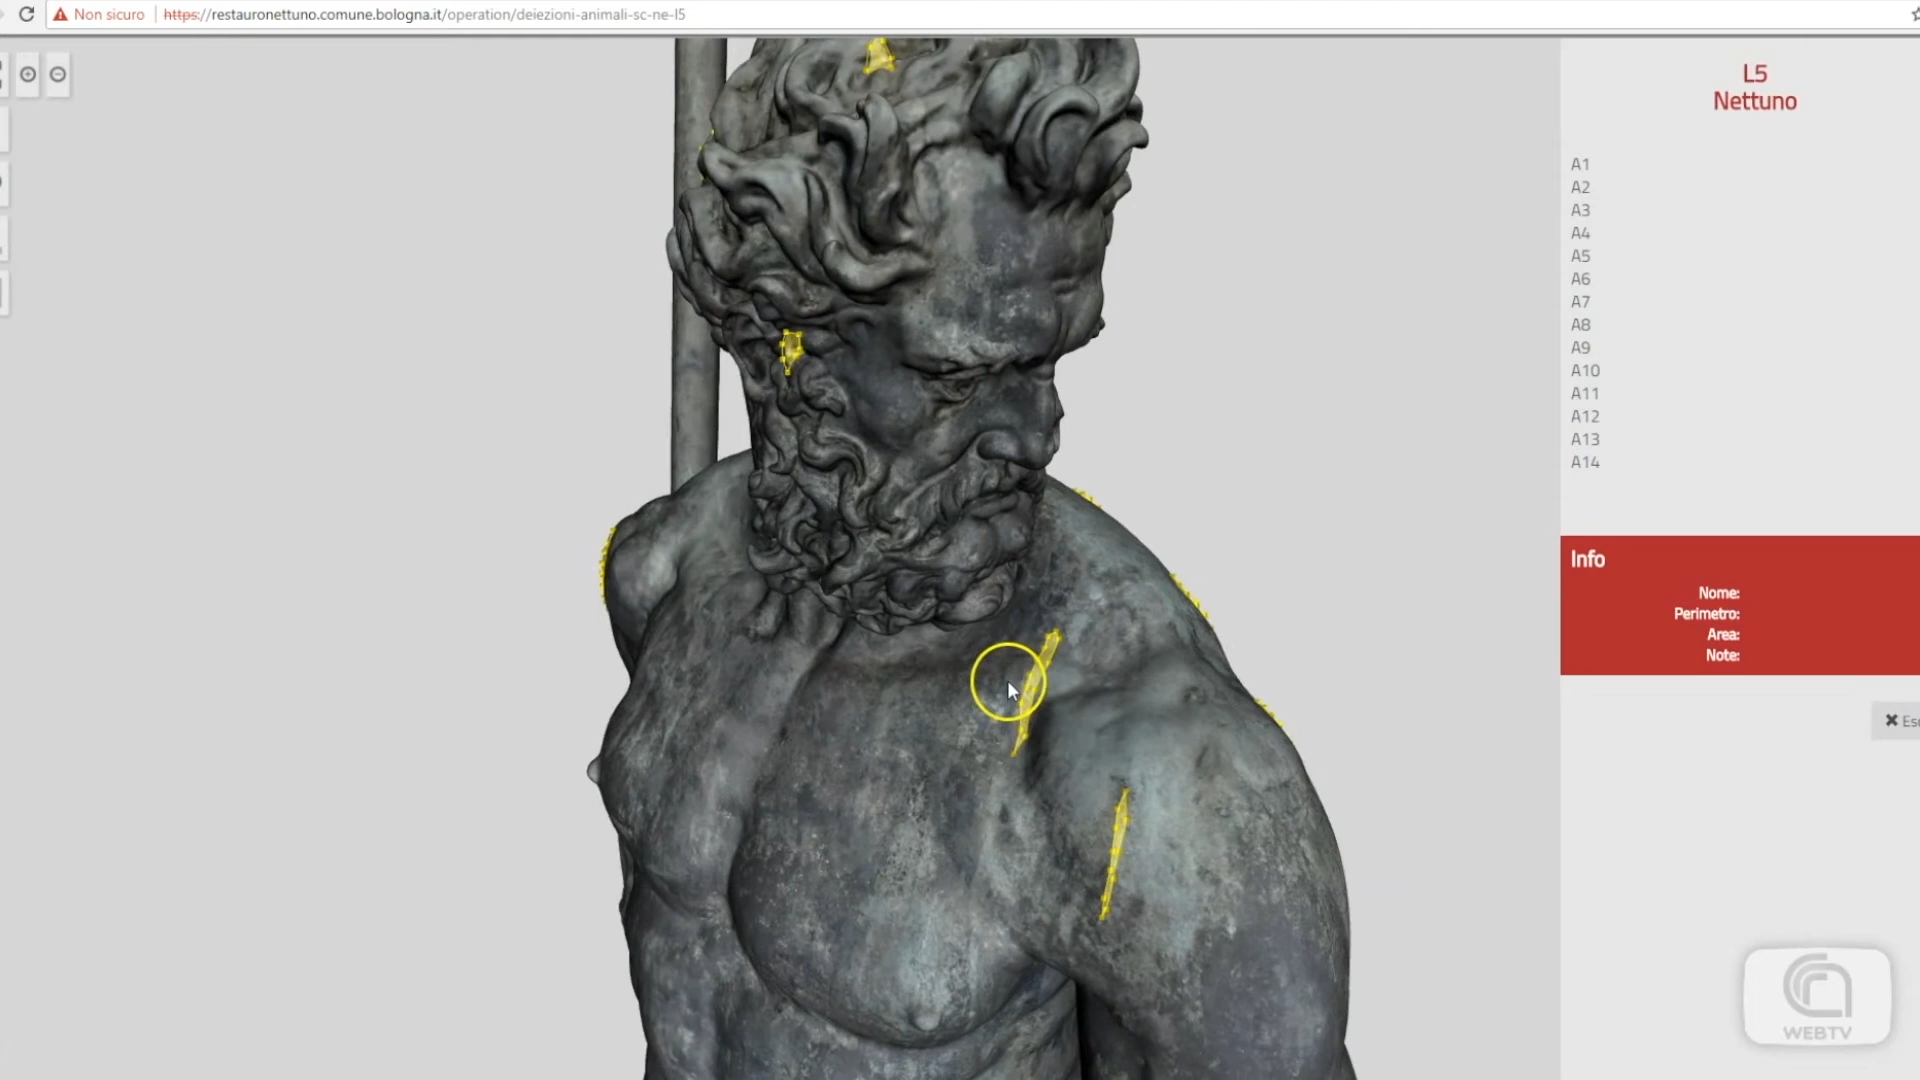 Non sicuro https://restauronettuno.comune.bologna.it/operation/deiezioni-animali-sc-ne-l5
L5
Nettuno
A1
A2
A3
A4
A5
A6
A7
A8
A9
A10
A11
A12
A13
A14
Info
Nome:
Perimetro:
Area:
Note:
Esc
WEBTV